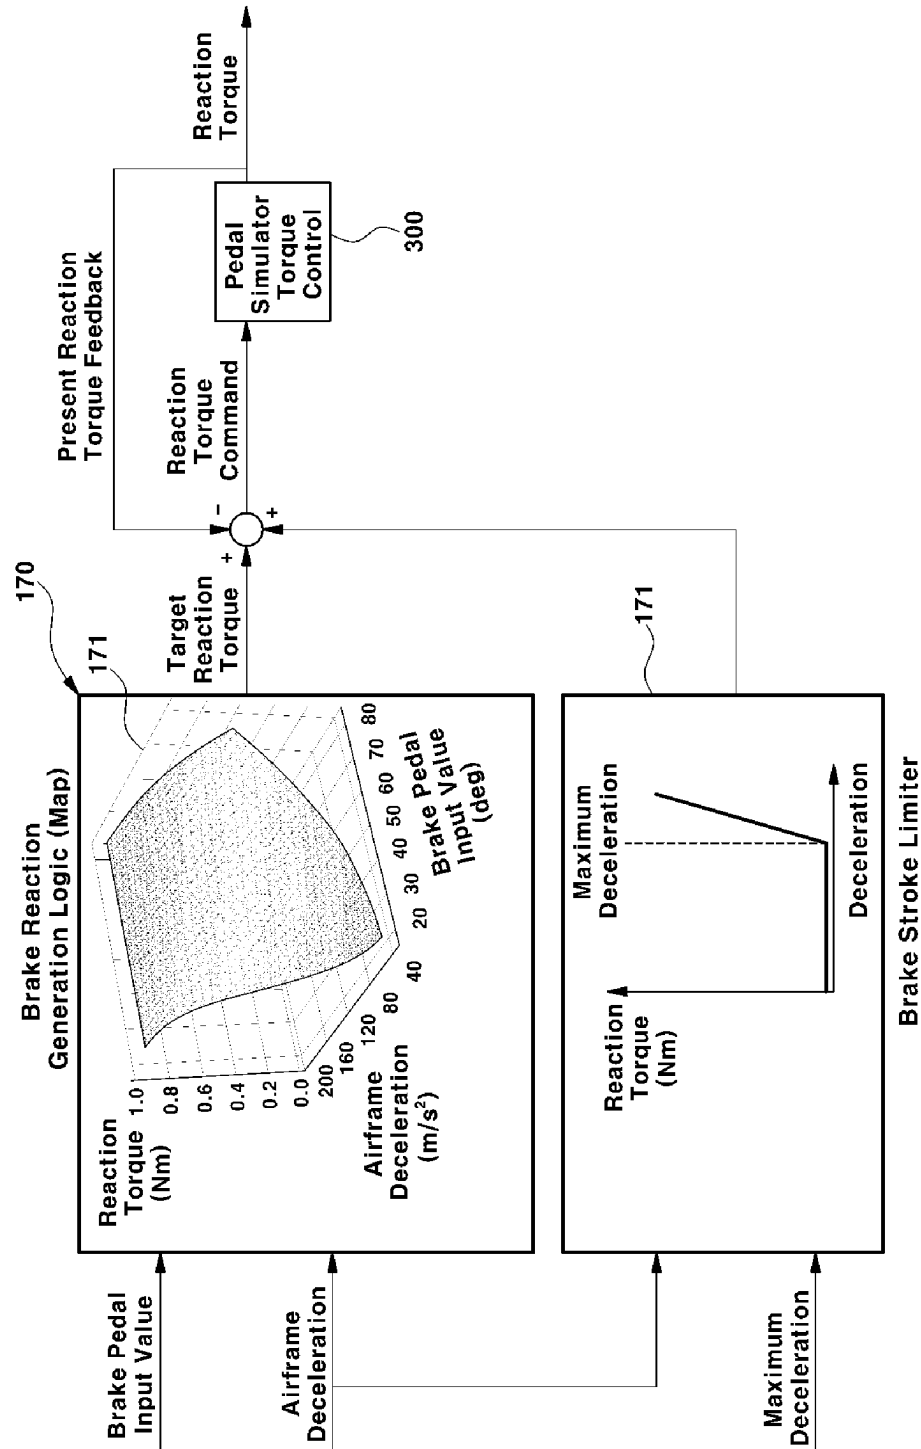 Brake Pedal
Input Value
Airframe
Deceleration
Maximum
Deceleration
Brake Reaction
Generation Logic (Map)
170
171
Reaction
Torque
(Nm)
1.0
0.8
0.6
0.4
0.2
0.0
200
160
120
80
40
Airframe
Deceleration
(m/s²)
20
30
40
50
60
70
80
Brake Pedal
Input Value
(deg)
Target
Reaction
Torque
+
-
+
Present Reaction
Torque Feedback
Reaction
Torque
Command
Pedal
Simulator
Torque
Control
300
Reaction
Torque
171
Reaction
Torque
(Nm)
Maximum
Deceleration
Deceleration
Brake Stroke Limiter